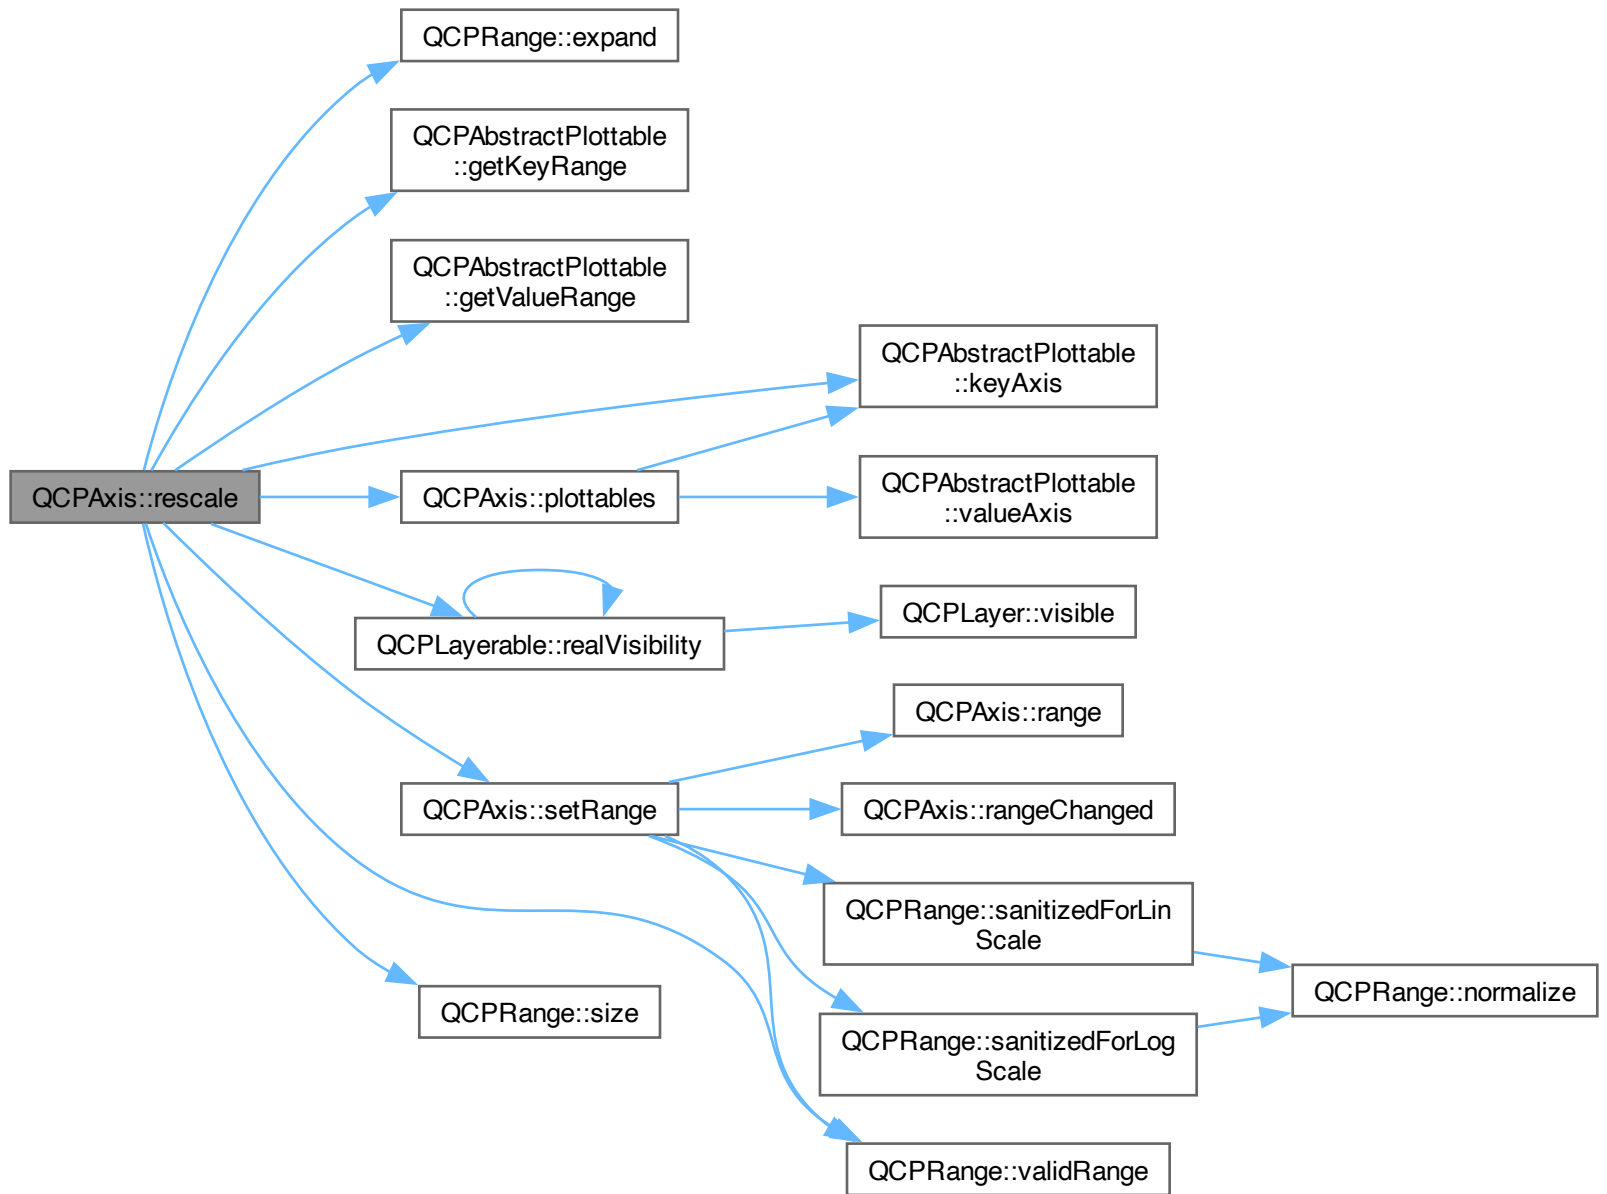 QCPRange::expand
QCPAbstractPlottable
::getKeyRange
QCPAbstractPlottable
::getValueRange
QCPAbstractPlottable
::keyAxis
QCPAxis::rescale
QCPAxis::plottables
QCPAbstractPlottable
::valueAxis
QCPLayerable::realVisibility
QCPLayer::visible
QCPAxis::range
QCPAxis::setRange
QCPAxis::rangeChanged
QCPRange::sanitizedForLin
Scale
QCPRange::normalize
QCPRange::size
QCPRange::sanitizedForLog
Scale
QCPRange::validRange